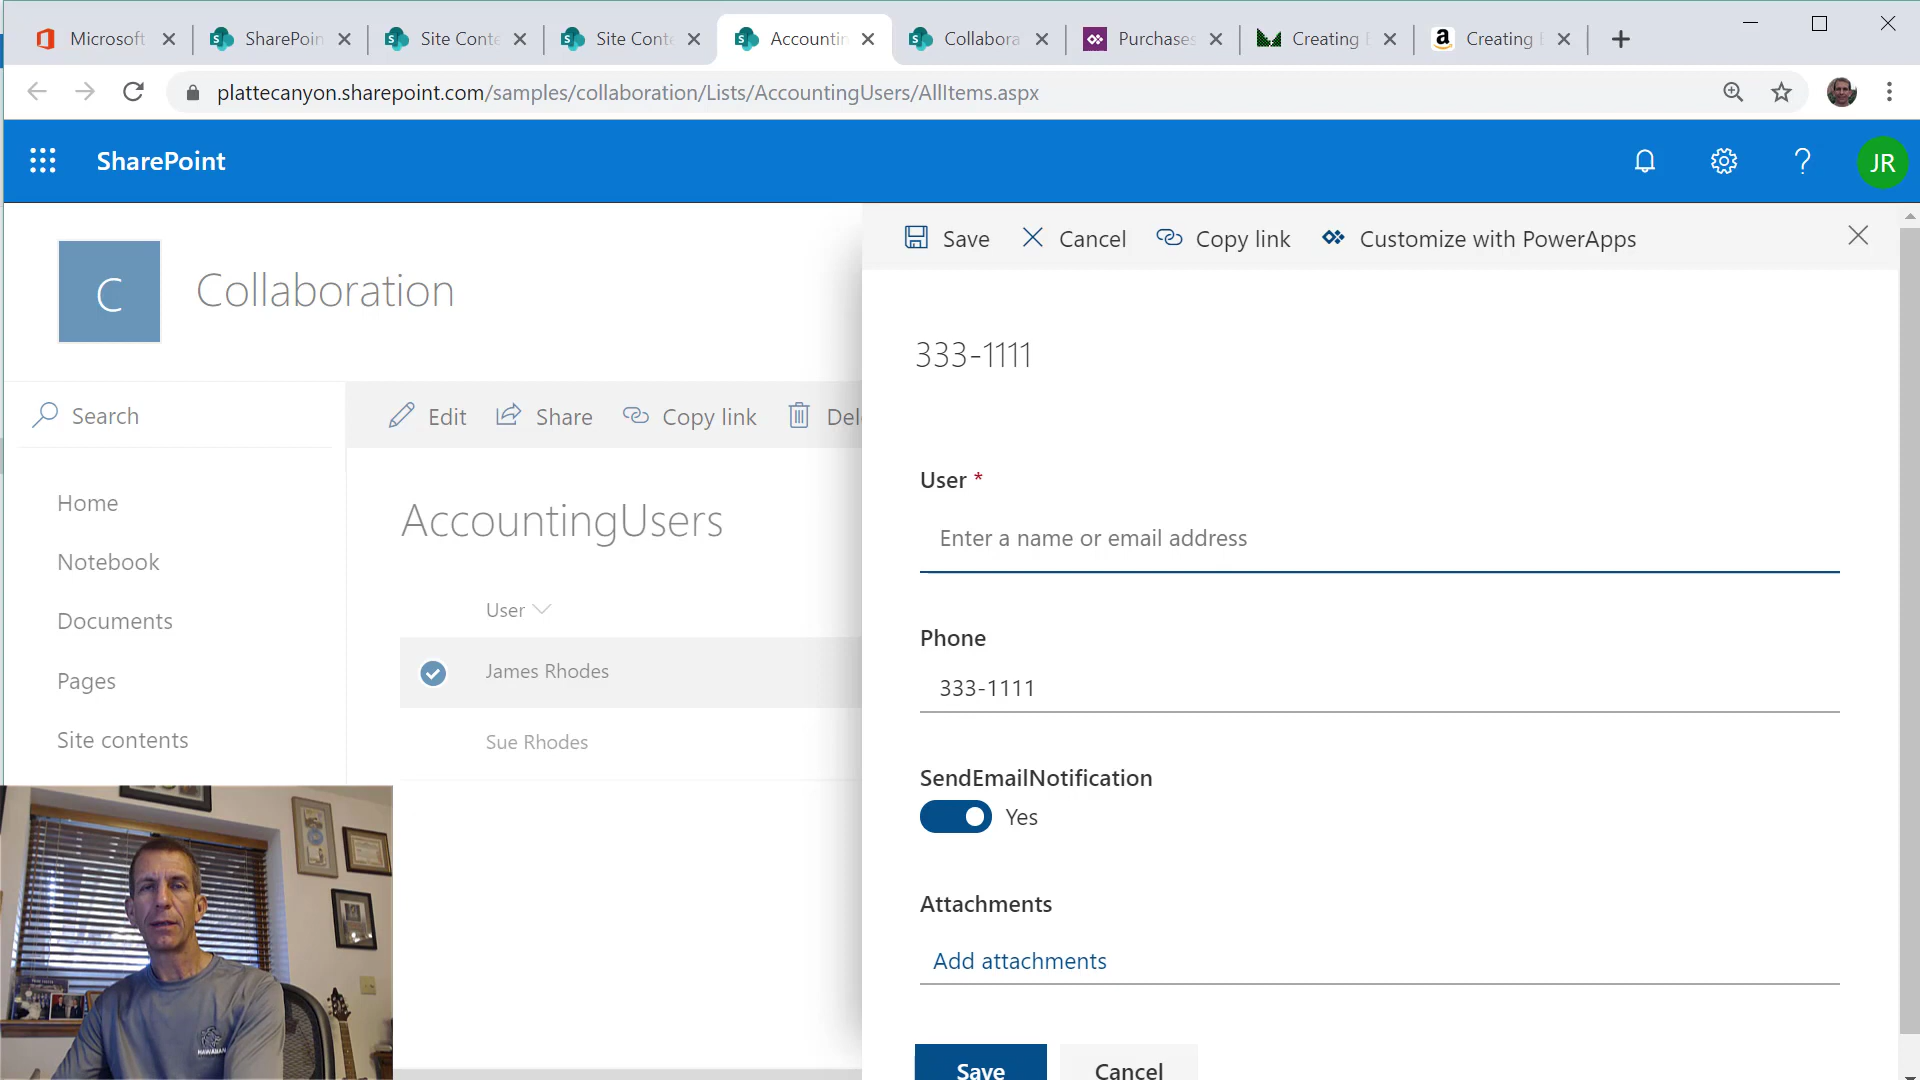 Microsoft
SharePoin
Site Conte
Site Conte
Accountin
Collabora
Purchases
Creating
Creating
plattecanyon.sharepoint.com/samples/collaboration/Lists/AccountingUsers/AllItems.aspx
SharePoint
JR
C
Collaboration
Search
Home
Notebook
Documents
Pages
Site contents
Edit
Share
Copy link
Del
AccountingUsers
User
James Rhodes
Sue Rhodes
Save
Cancel
Copy link
Customize with PowerApps
333-1111
User *
Enter a name or email address
Phone
333-1111
SendEmailNotification
Yes
Attachments
Add attachments
Save
Cancel